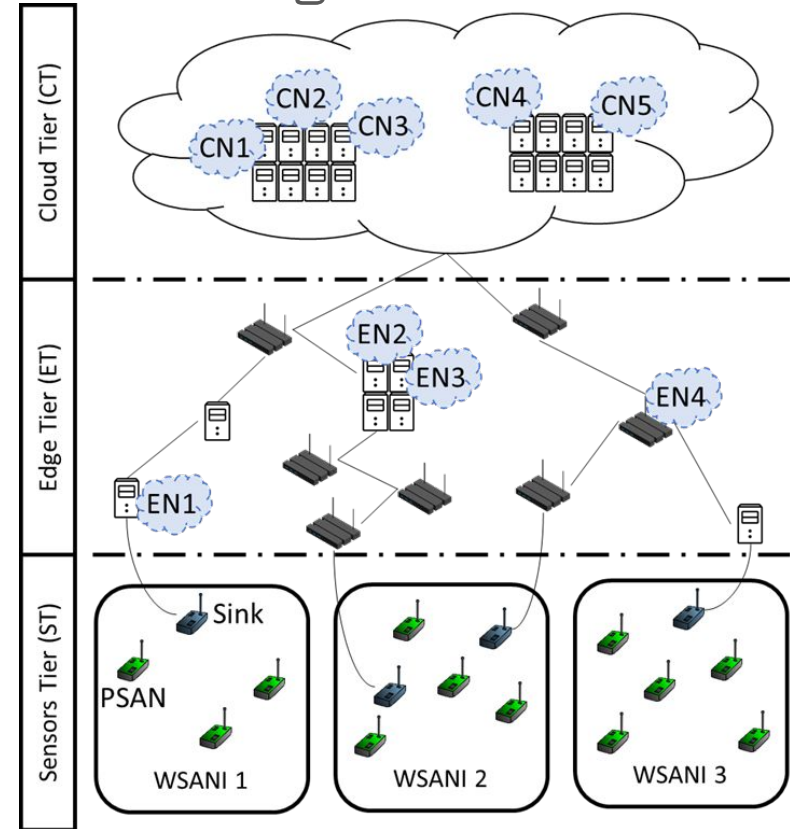 Cloud Tier (CT)
CN1
CN2
CN3
CN4
CN5
Edge Tier (ET)
EN2
EN3
EN4
EN1
Sensors Tier (ST)
Sink
PSAN
WSANI 1
WSANI 2
WSANI 3